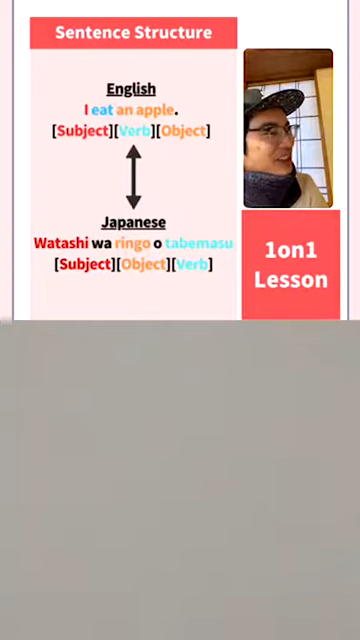 Sentence Structure
English
I eat an apple.
[Subject][Verb][Object]
Japanese
Watashi wa ringo o tabemasu
[Subject][Object][Verb]
1on1
Lesson